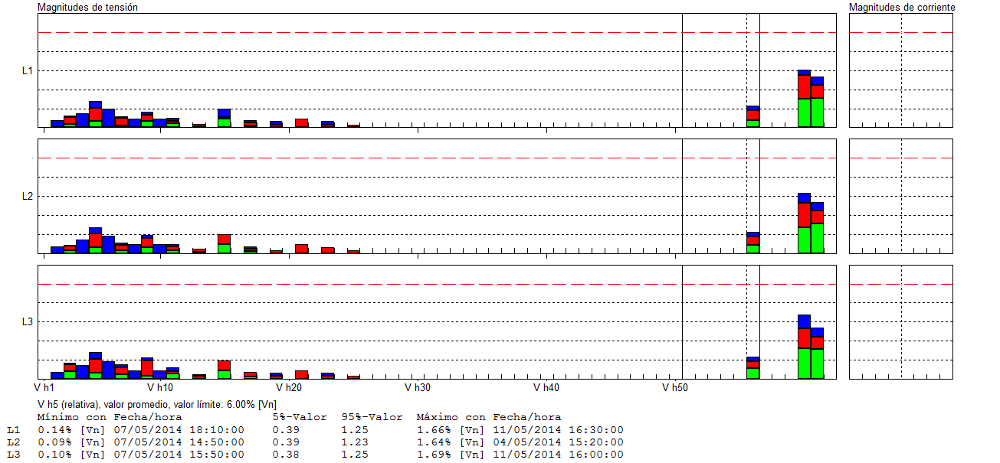 Magnitudes de tensión Magnitudes de corriente
L1
L2
L3
V h1 V h10 V h20 V h30 V h40 V h50
V h5 (relativa), valor promedio, valor límite: 6.00% [Vn]
Mínimo con Fecha/hora 5%-Valor 95%-Valor Máximo con Fecha/hora
L1 0.14% [Vn] 07/05/2014 18:10:00 0.39 1.25 1.66% [Vn] 11/05/2014 16:30:00
L2 0.09% [Vn] 07/05/2014 14:50:00 0.39 1.23 1.64% [Vn] 04/05/2014 15:20:00
L3 0.10% [Vn] 07/05/2014 15:50:00 0.38 1.25 1.69% [Vn] 11/05/2014 16:00:00